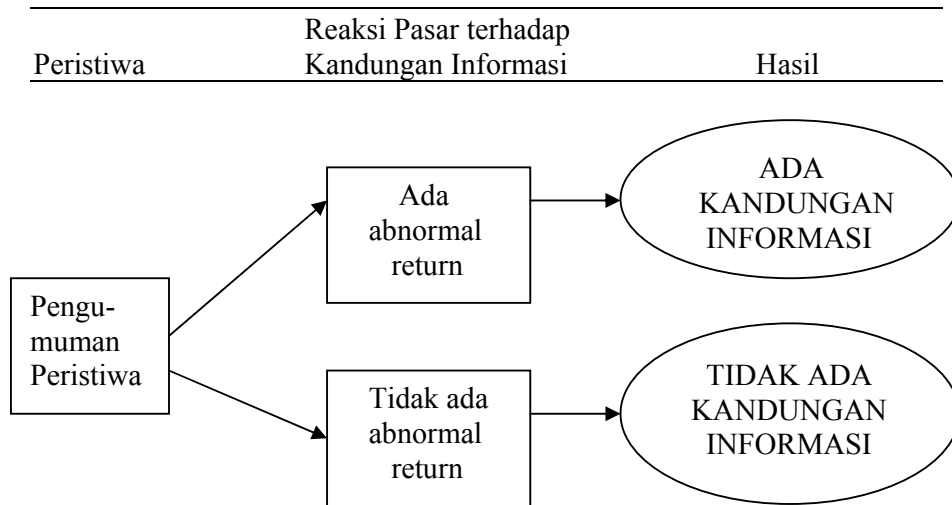 Peristiwa
Reaksi Pasar terhadap
Kandungan Informasi
Hasil
Pengu-
muman
Peristiwa
Ada
abnormal
return
ADA
KANDUNGAN
INFORMASI
Tidak ada
abnormal
return
TIDAK ADA
KANDUNGAN
INFORMASI